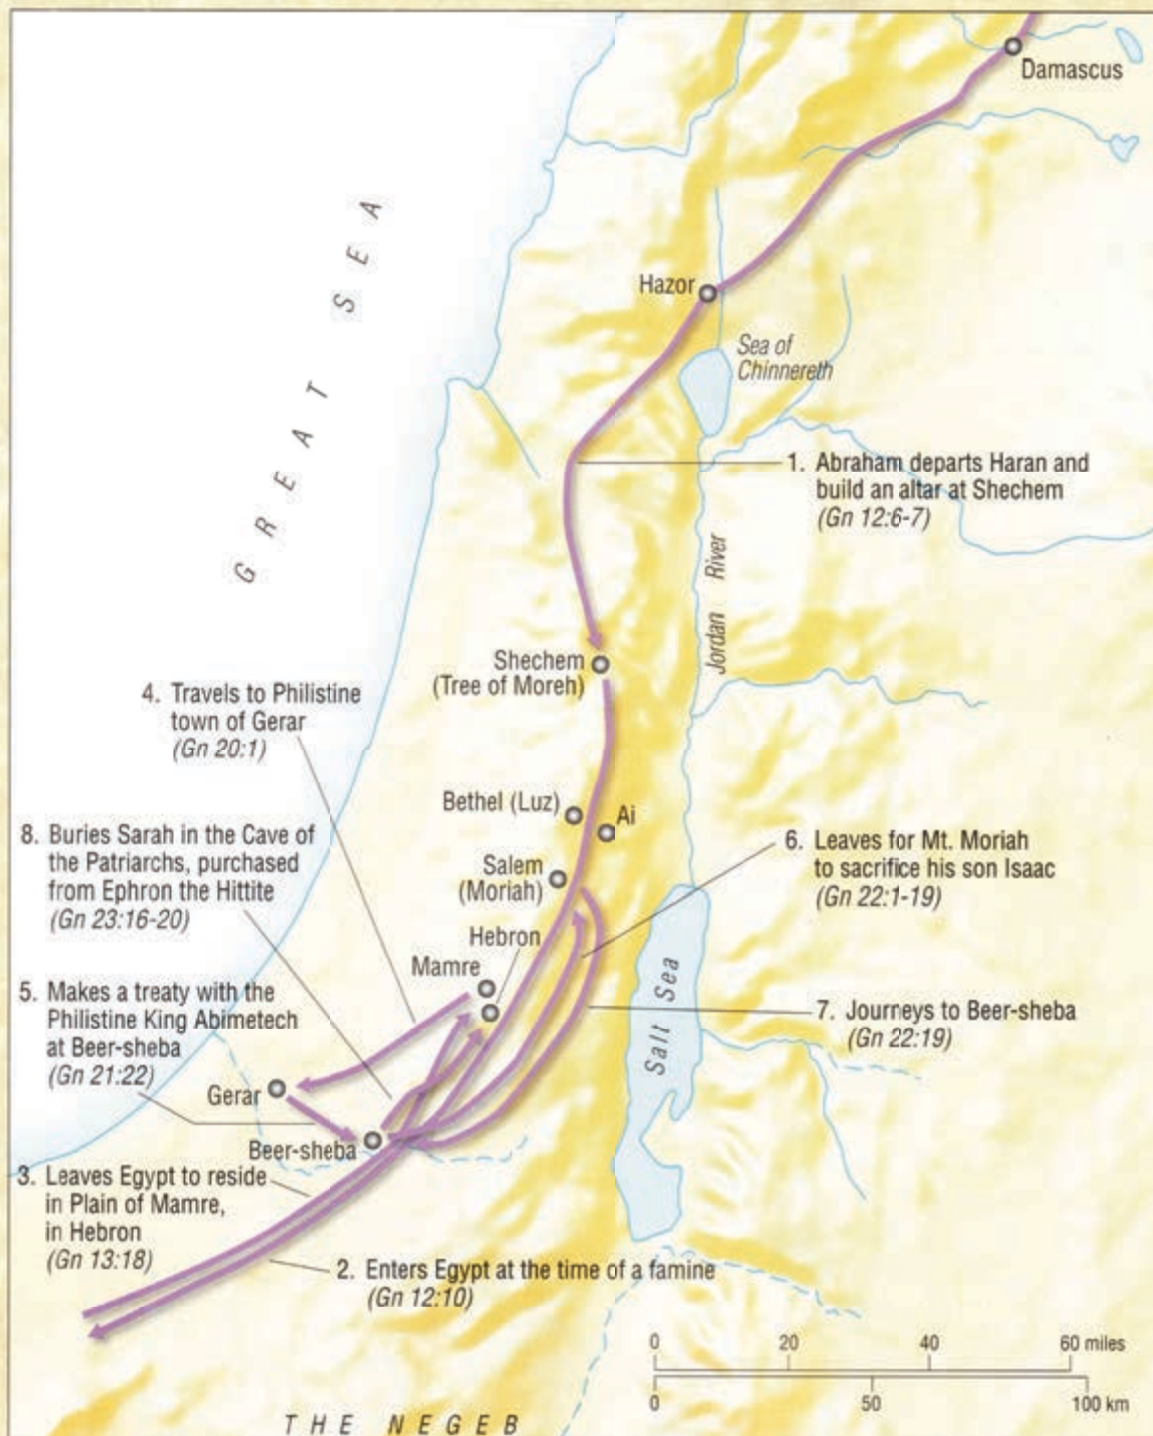 Damascus
GREAT SEA
Hazor
Sea of
Chinnereth
1. Abraham departs Haran and
build an altar at Shechem
(Gn 12:6-7)
Jordan River
Shechem
(Tree of Moreh)
4. Travels to Philistine
town of Gerar
(Gn 20:1)
Bethel (Luz)
Ai
8. Buries Sarah in the Cave of
the Patriarchs, purchased
from Ephron the Hittite
(Gn 23:16-20)
6. Leaves for Mt. Moriah
to sacrifice his son Isaac
(Gn 22:1-19)
Salem
(Moriah)
Hebron
Mamre
5. Makes a treaty with the
Philistine King Abimetech
at Beer-sheba
(Gn 21:22)
Salt Sea
7. Journeys to Beer-sheba
(Gn 22:19)
Gerar
Beer-sheba
3. Leaves Egypt to reside
in Plain of Mamre,
in Hebron
(Gn 13:18)
2. Enters Egypt at the time of a famine
(Gn 12:10)
0 20 40 60 miles
0 50 100 km
THE NEGEB